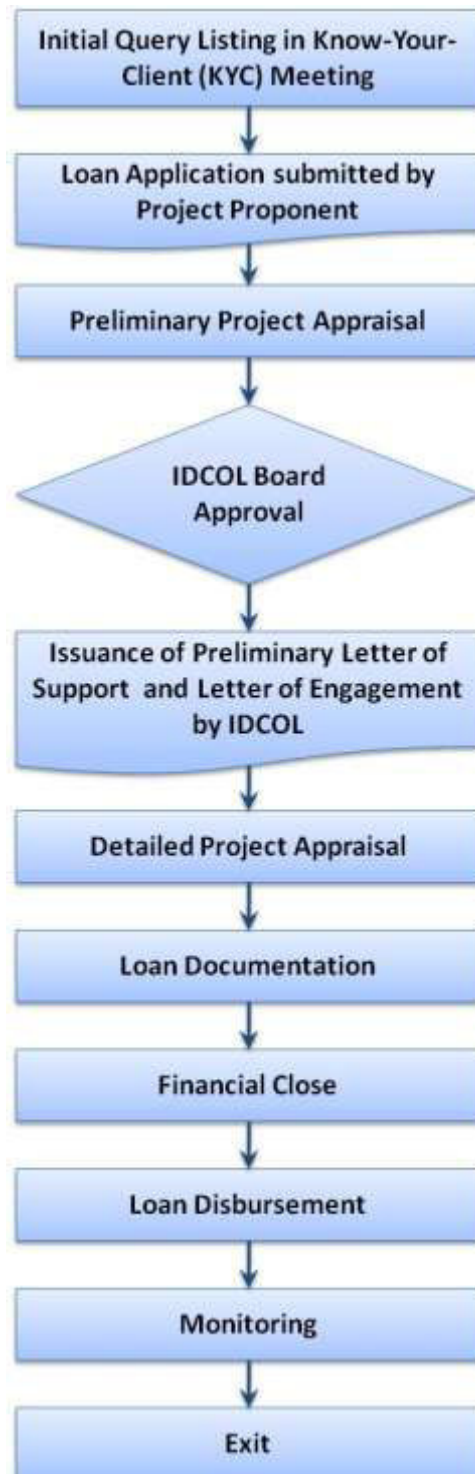 Initial Query Listing in Know-Your-
Client (KYC) Meeting
Loan Application submitted by
Project Proponent
Preliminary Project Appraisal
IDCOL Board
Approval
Issuance of Preliminary Letter of
Support and Letter of Engagement
by IDCOL
Detailed Project Appraisal
Loan Documentation
Financial Close
Loan Disbursement
Monitoring
Exit